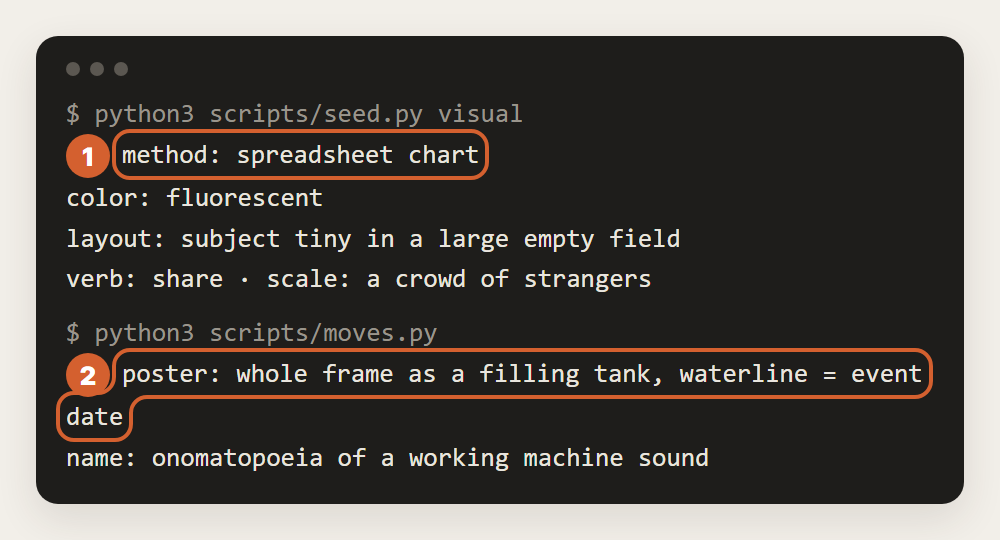 $ python3 scripts/seed.py visual
1 method: spreadsheet chart
color: fluorescent
layout: subject tiny in a large empty field
verb: share · scale: a crowd of strangers
$ python3 scripts/moves.py
2 poster: whole frame as a filling tank, waterline = event
date
name: onomatopoeia of a working machine sound